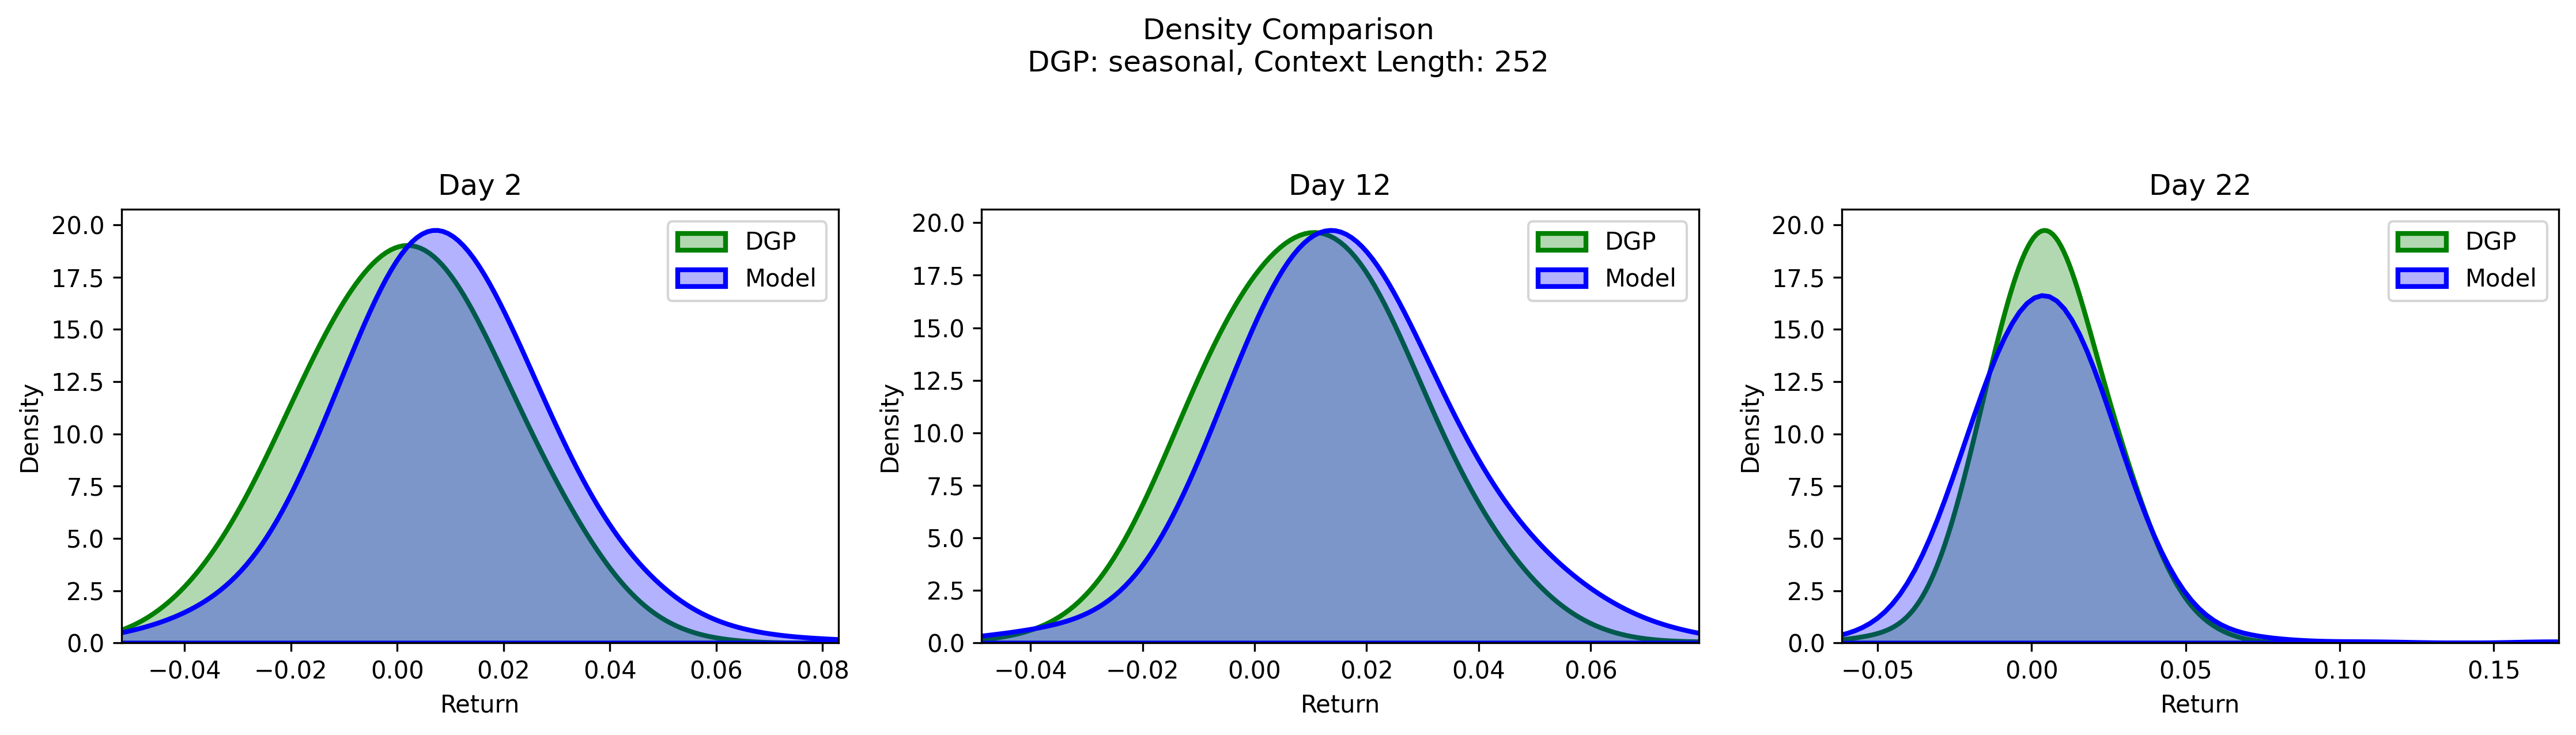 Density Comparison
DGP: seasonal, Context Length: 252
Day 2
20.0
17.5
15.0
12.5
10.0
7.5
5.0
2.5
0.0
Density
−0.04 −0.02 0.00 0.02 0.04 0.06 0.08
Return
DGP
Model
Day 12
20.0
17.5
15.0
12.5
10.0
7.5
5.0
2.5
0.0
Density
−0.04 −0.02 0.00 0.02 0.04 0.06
Return
DGP
Model
Day 22
20.0
17.5
15.0
12.5
10.0
7.5
5.0
2.5
0.0
Density
−0.05 0.00 0.05 0.10 0.15
Return
DGP
Model